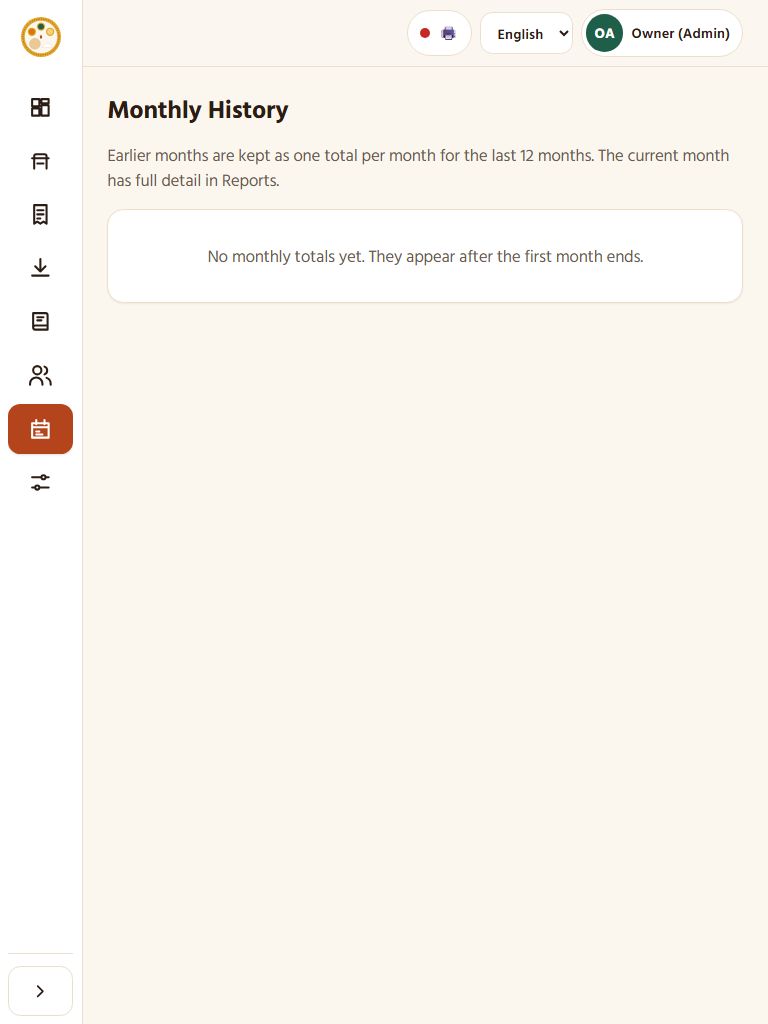 English
OA
Owner (Admin)
Monthly History
Earlier months are kept as one total per month for the last 12 months. The current month
has full detail in Reports.
No monthly totals yet. They appear after the first month ends.